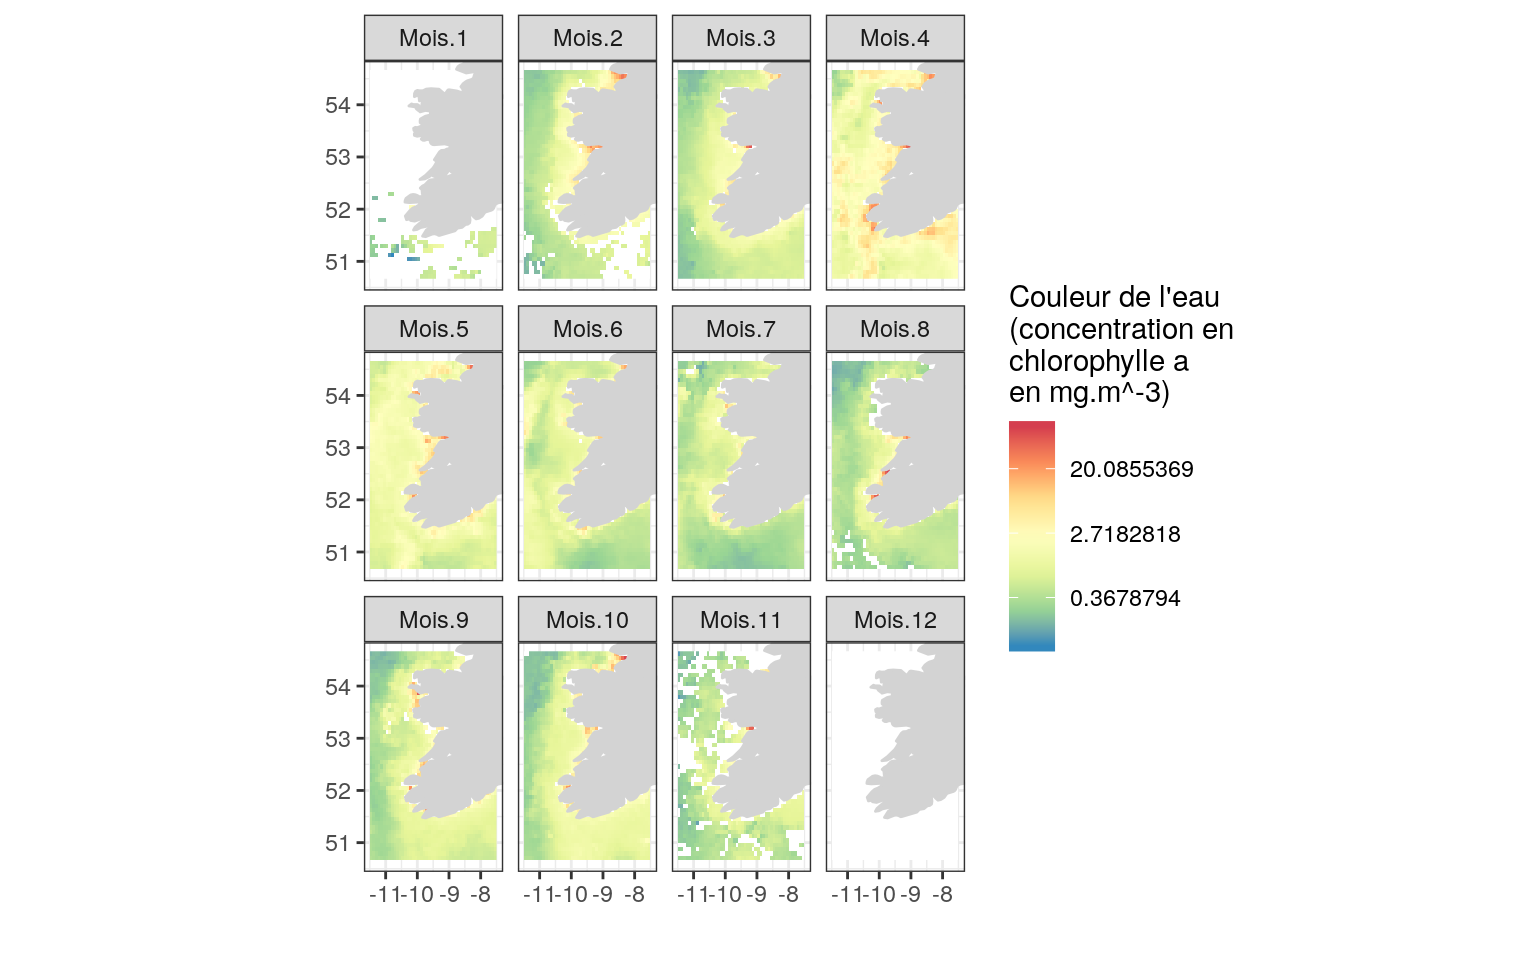 Mois.1 Mois.2 Mois.3 Mois.4
54
53
52
51
Mois.5 Mois.6 Mois.7 Mois.8
54
53
52
51
Mois.9 Mois.10 Mois.11 Mois.12
54
53
52
51
-11 -10 -9 -8 -11 -10 -9 -8 -11 -10 -9 -8 -11 -10 -9 -8
Couleur de l'eau
(concentration en
chlorophylle a
en mg.m^-3)
20.0855369
2.7182818
0.3678794